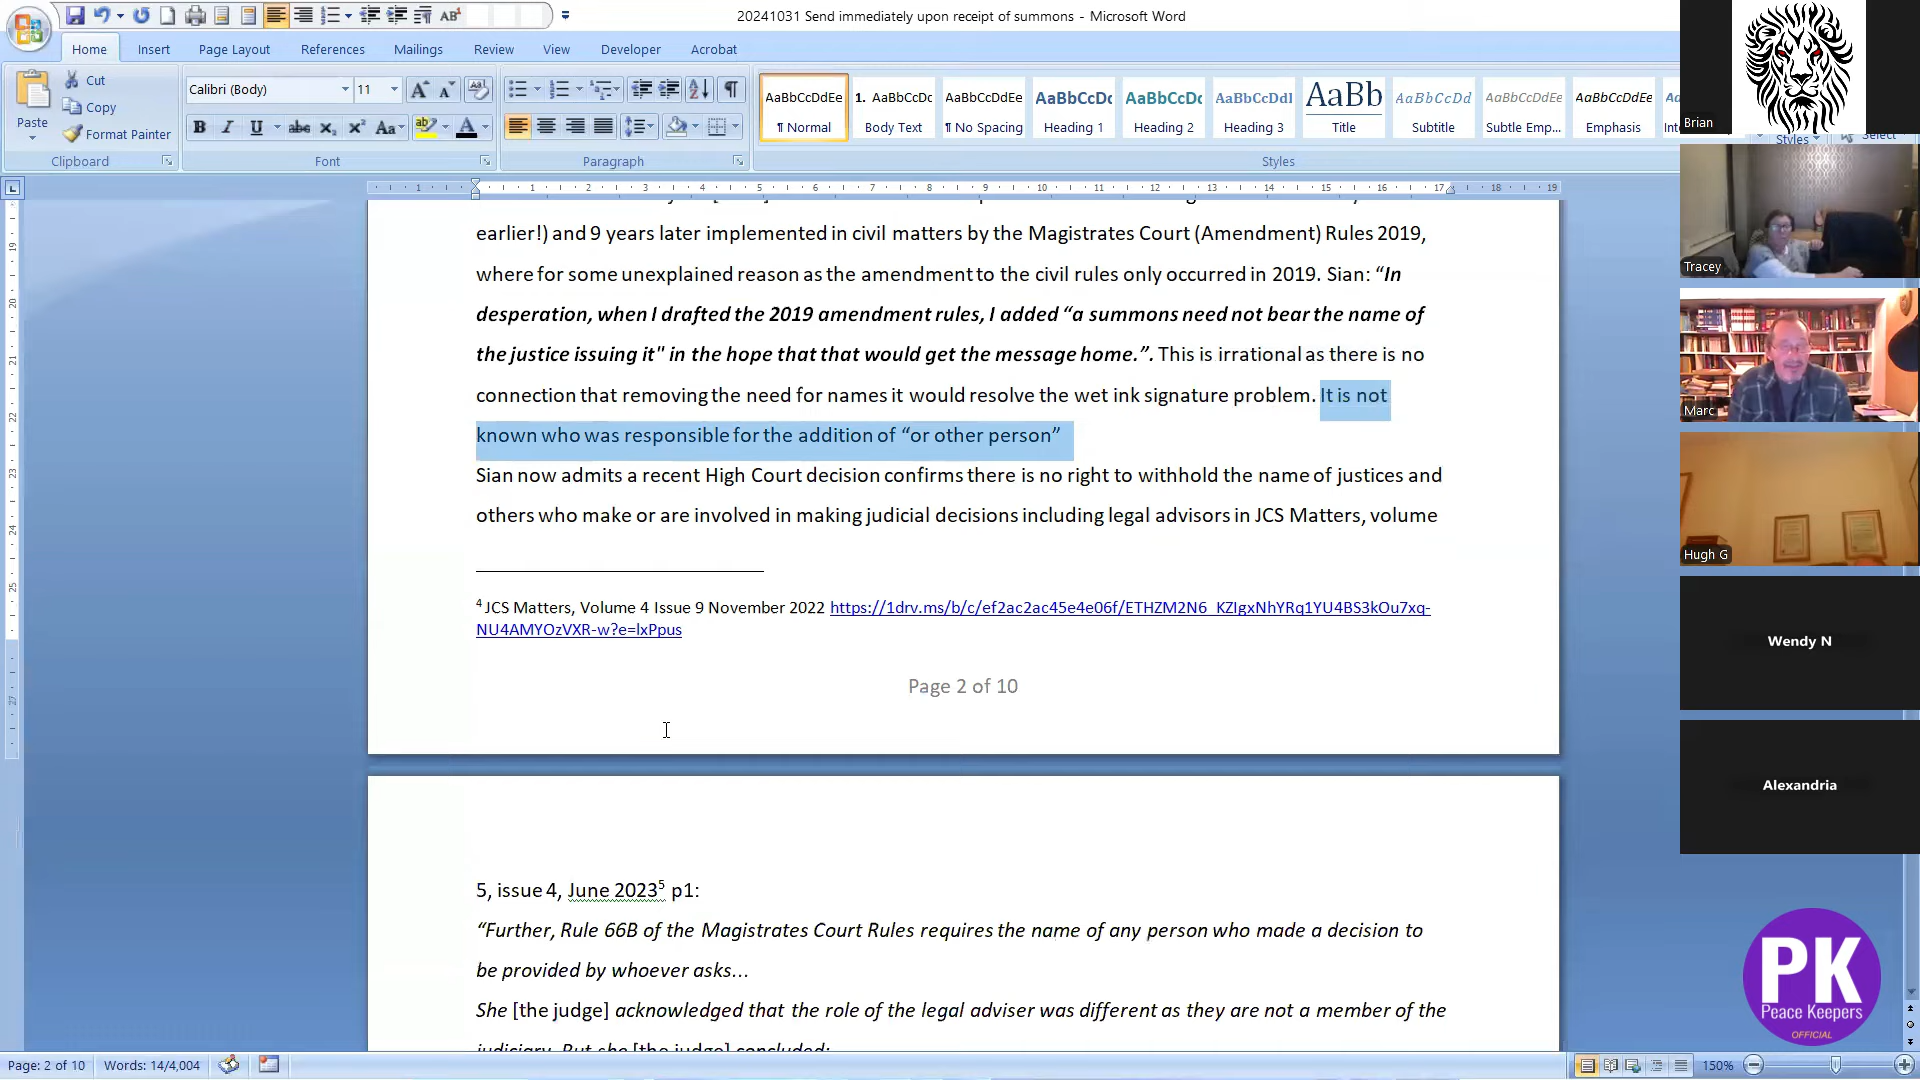 20241031 Send immediately upon receipt of summons - Microsoft Word
Home Insert Page Layout References Mailings Review View Developer Acrobat
Cut
Copy
Format Painter
Paste
Clipboard
Calibri (Body) 11
Font
Paragraph
AaBbCcDdEe 1. AaBbCcDc AaBbCcDdEe AaBbCcDc AaBbCcDc AaBbCcDdI AaBb AaBbCcDd AaBbCcDdEe AaBbCcDdEe
¶ Normal Body Text ¶ No Spacing Heading 1 Heading 2 Heading 3 Title Subtitle Subtle Emp... Emphasis
Styles
earlier!) and 9 years later implemented in civil matters by the Magistrates Court (Amendment) Rules 2019,
where for some unexplained reason as the amendment to the civil rules only occurred in 2019. Sian: “In
desperation, when I drafted the 2019 amendment rules, I added “a summons need not bear the name of
the justice issuing it" in the hope that that would get the message home.”. This is irrational as there is no
connection that removing the need for names it would resolve the wet ink signature problem. It is not
known who was responsible for the addition of “or other person”
Sian now admits a recent High Court decision confirms there is no right to withhold the name of justices and
others who make or are involved in making judicial decisions including legal advisors in JCS Matters, volume
4 JCS Matters, Volume 4 Issue 9 November 2022 https://1drv.ms/b/c/ef2ac2ac45e4e06f/ETHZM2N6_KZIgxNhYRq1YU4BS3kOu7xq-
NU4AMYOzVXR-w?e=lxPpus
Page 2 of 10
5, issue 4, June 20235 p1:
“Further, Rule 66B of the Magistrates Court Rules requires the name of any person who made a decision to
be provided by whoever asks...
She [the judge] acknowledged that the role of the legal adviser was different as they are not a member of the
judiciary. But she [the judge] concluded:
Page: 2 of 10 Words: 14/4,004 150%
Brian
Tracey
Marc
Hugh G
Wendy N
Alexandria
PK
Peace Keepers
OFFICIAL